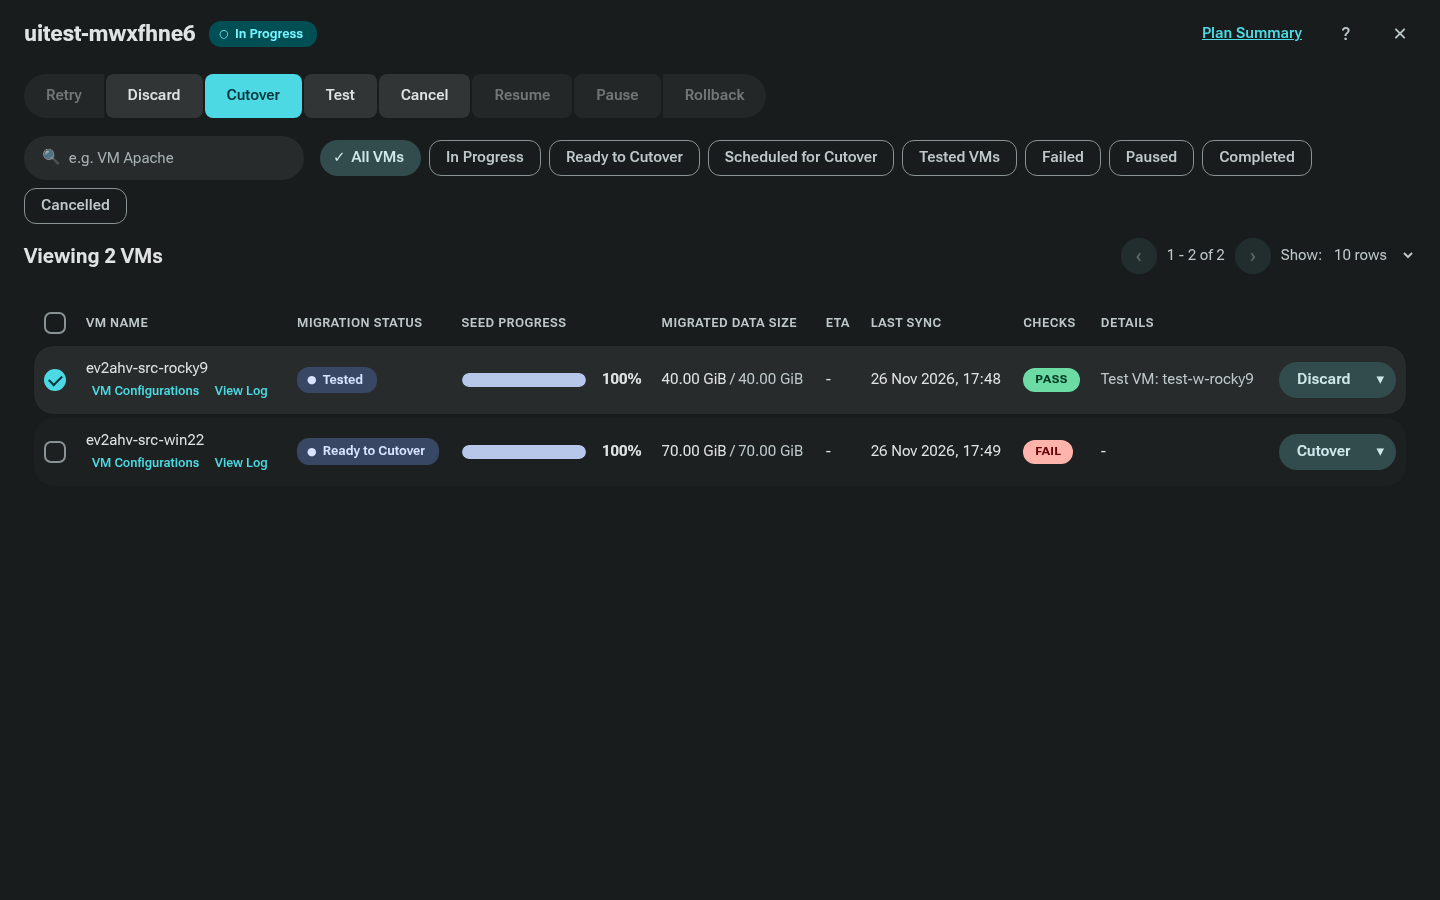 uitest-mwxfhne6 In Progress Plan Summary ? ✕
Retry Discard Cutover Test Cancel Resume Pause Rollback
e.g. VM Apache ✓ All VMs In Progress Ready to Cutover Scheduled for Cutover Tested VMs Failed Paused Completed
Cancelled
Viewing 2 VMs ‹ 1 - 2 of 2 › Show: 10 rows
VM NAME MIGRATION STATUS SEED PROGRESS MIGRATED DATA SIZE ETA LAST SYNC CHECKS DETAILS
ev2ahv-src-rocky9
VM Configurations View Log
Tested 100% 40.00 GiB / 40.00 GiB - 26 Nov 2026, 17:48 PASS Test VM: test-w-rocky9 Discard ▾
ev2ahv-src-win22
VM Configurations View Log
Ready to Cutover 100% 70.00 GiB / 70.00 GiB - 26 Nov 2026, 17:49 FAIL - Cutover ▾